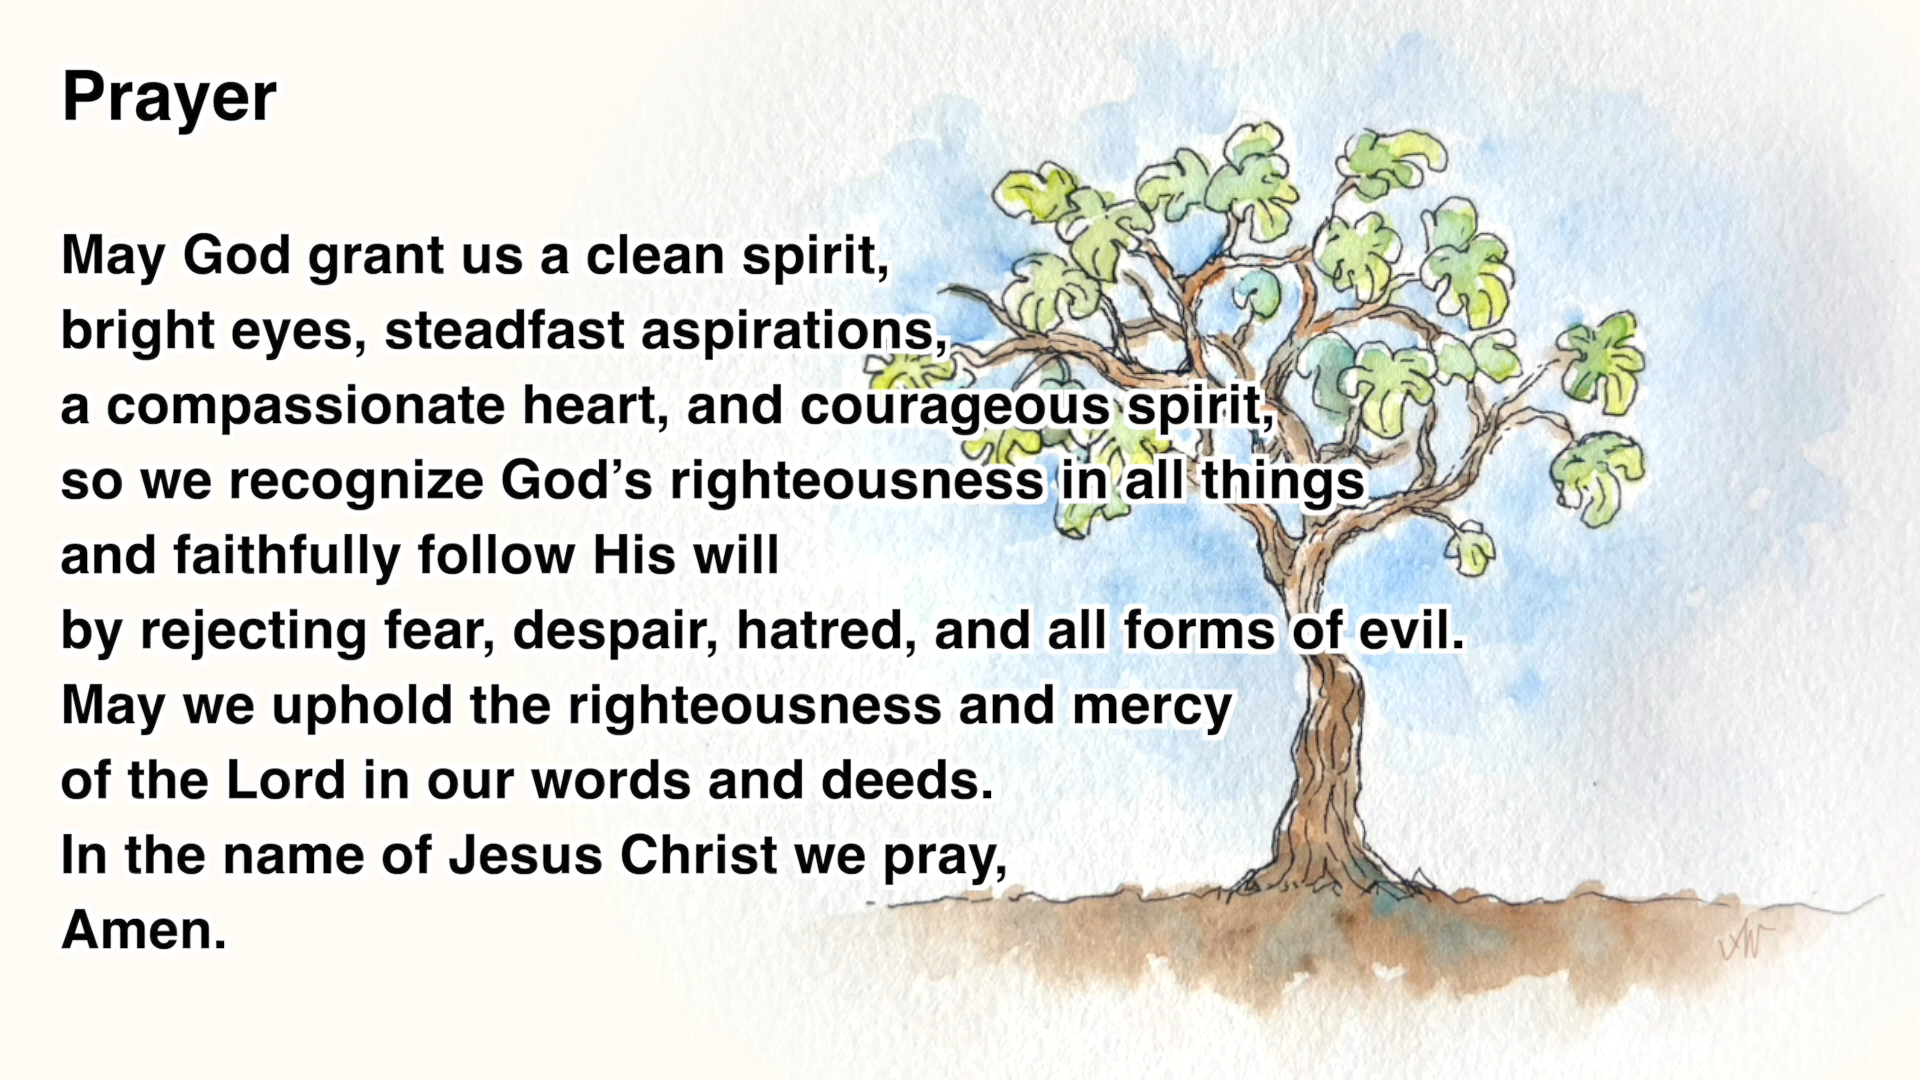 Prayer
May God grant us a clean spirit,
bright eyes, steadfast aspirations,
a compassionate heart, and courageous spirit,
so we recognize God’s righteousness in all things
and faithfully follow His will
by rejecting fear, despair, hatred, and all forms of evil.
May we uphold the righteousness and mercy
of the Lord in our words and deeds.
In the name of Jesus Christ we pray,
Amen.